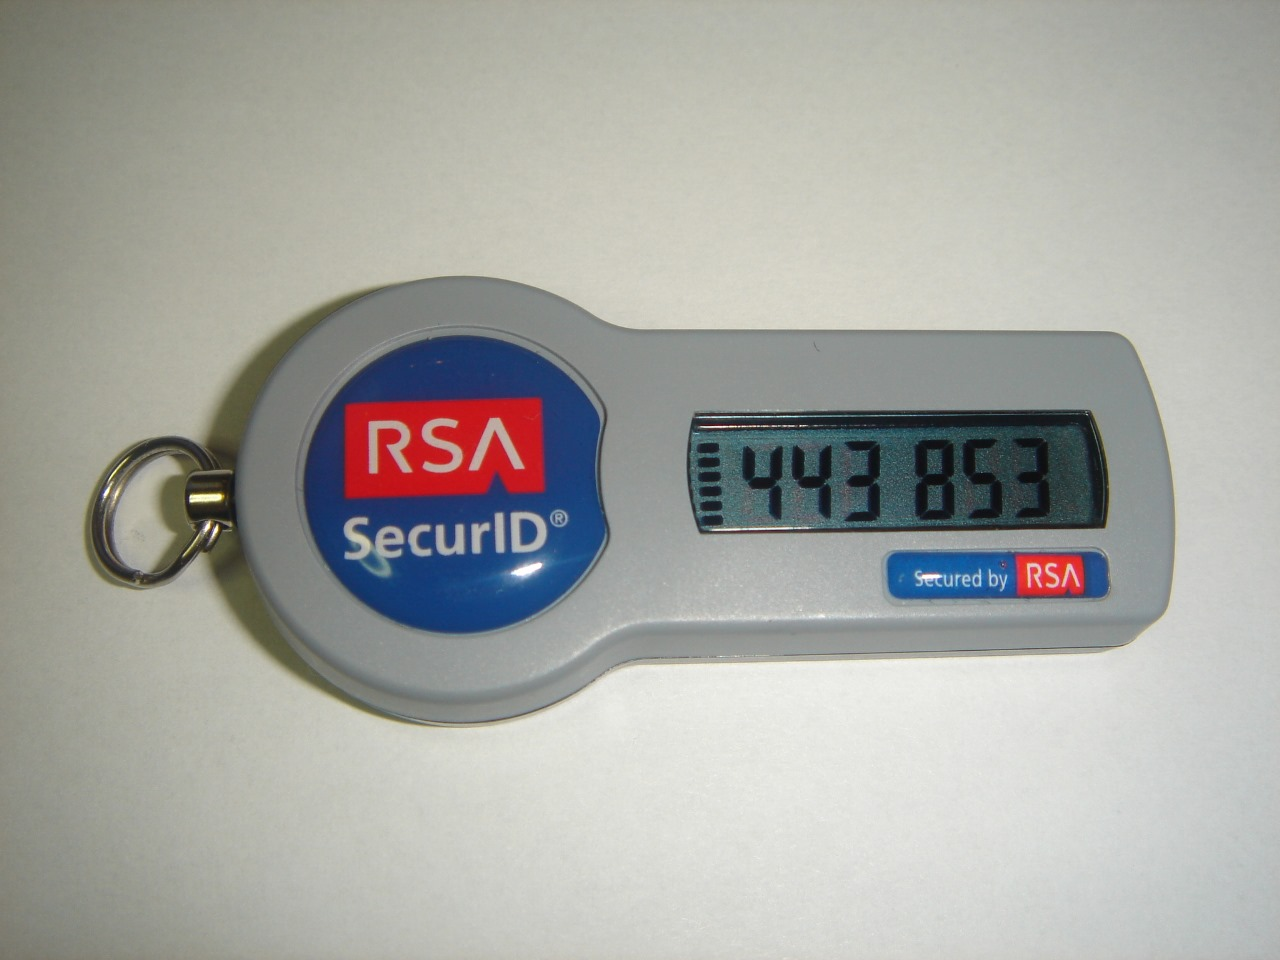 RSA
SecurID®
443 853
Secured by RSA